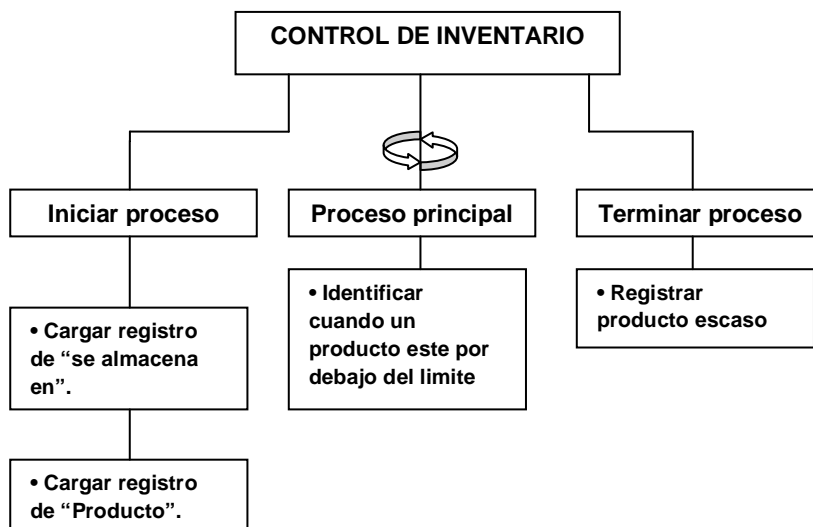 CONTROL DE INVENTARIO
Iniciar proceso
Proceso principal
Terminar proceso
• Cargar registro
de “se almacena
en”.
• Cargar registro
de “Producto”.
• Identificar
cuando un
producto este por
debajo del limite
• Registrar
producto escaso